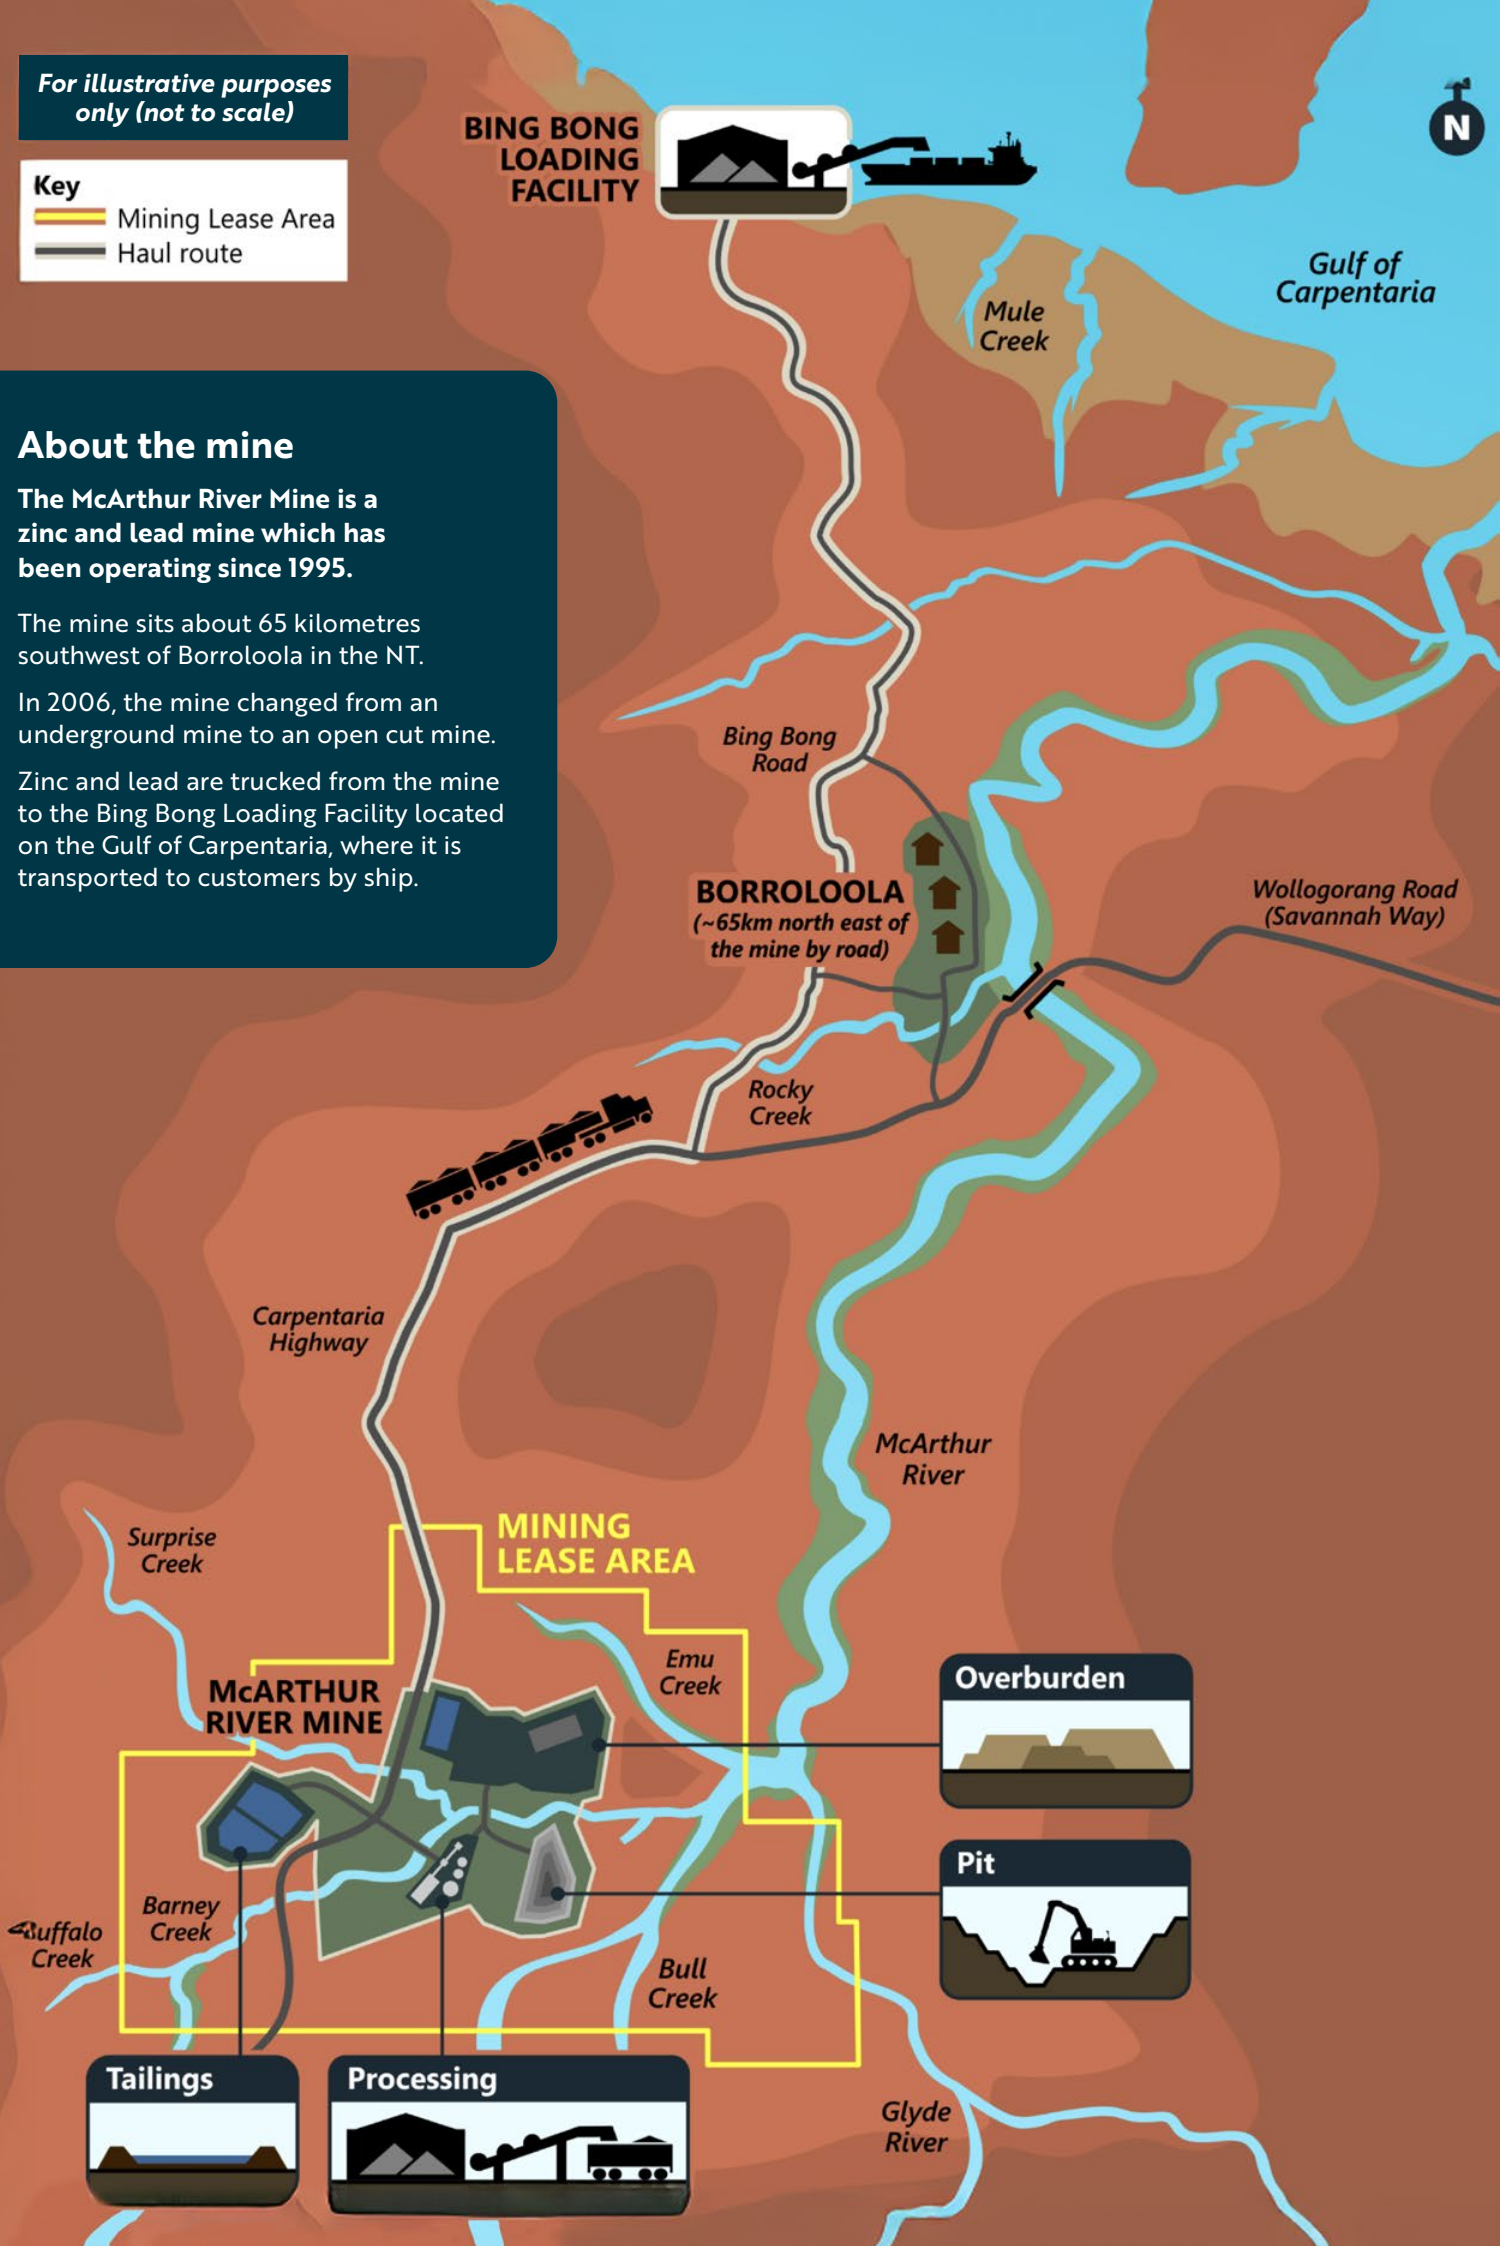 For illustrative purposes
only (not to scale)
Key
Mining Lease Area
Haul route
BING BONG
LOADING
FACILITY
N
Gulf of
Carpentaria
Mule
Creek
About the mine
The McArthur River Mine is a
zinc and lead mine which has
been operating since 1995.
The mine sits about 65 kilometres
southwest of Borroloola in the NT.
In 2006, the mine changed from an
underground mine to an open cut mine.
Zinc and lead are trucked from the mine
to the Bing Bong Loading Facility located
on the Gulf of Carpentaria, where it is
transported to customers by ship.
Bing Bong
Road
BORROLOOLA
(~65km north east of
the mine by road)
Wollogorang Road
(Savannah Way)
Rocky
Creek
Carpentaria
Highway
McArthur
River
Surprise
Creek
MINING
LEASE AREA
Emu
Creek
McARTHUR
RIVER MINE
Overburden
Pit
Barney
Creek
Buffalo
Creek
Bull
Creek
Tailings
Processing
Glyde
River